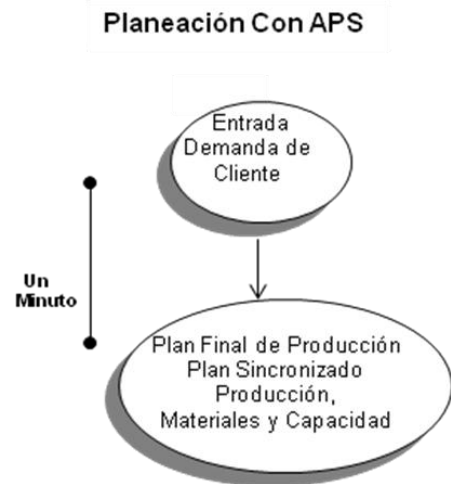 Planeación Con APS
Entrada
Demanda de
Cliente
Un
Minuto
Plan Final de Producción
Plan Sincronizado
Producción,
Materiales y Capacidad